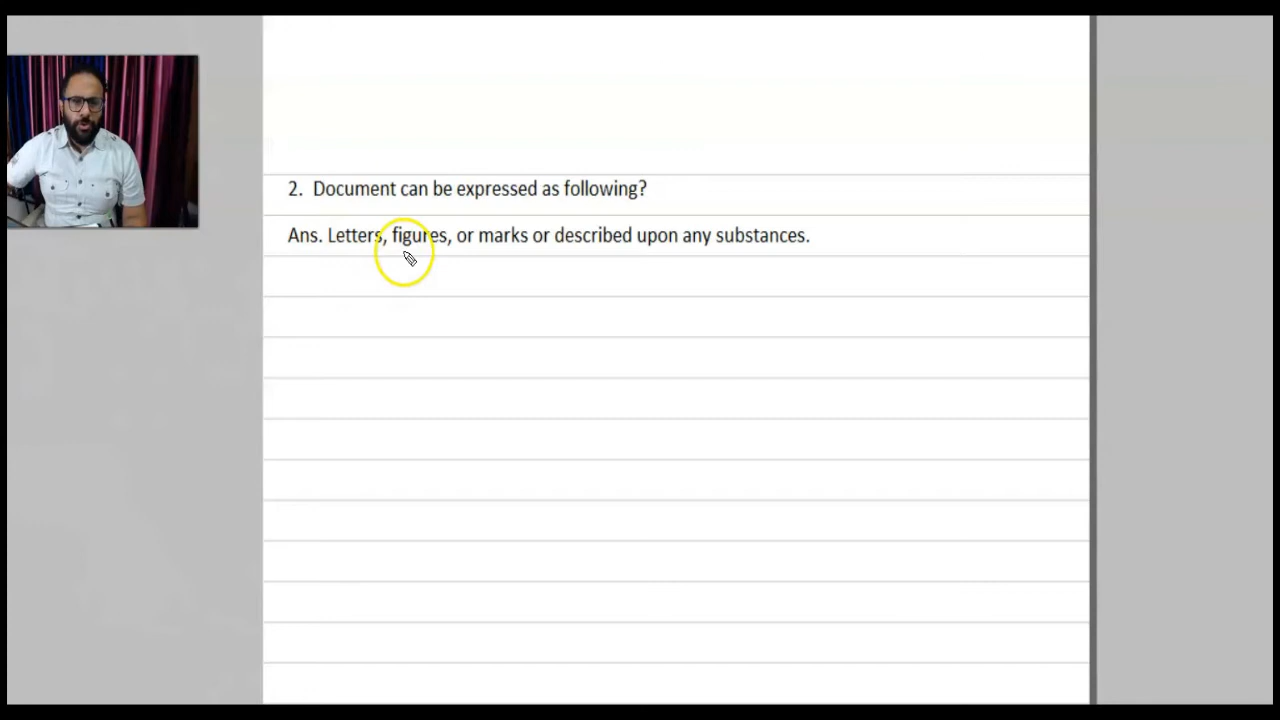 2. Document can be expressed as following?
Ans. Letters, figures, or marks or described upon any substances.